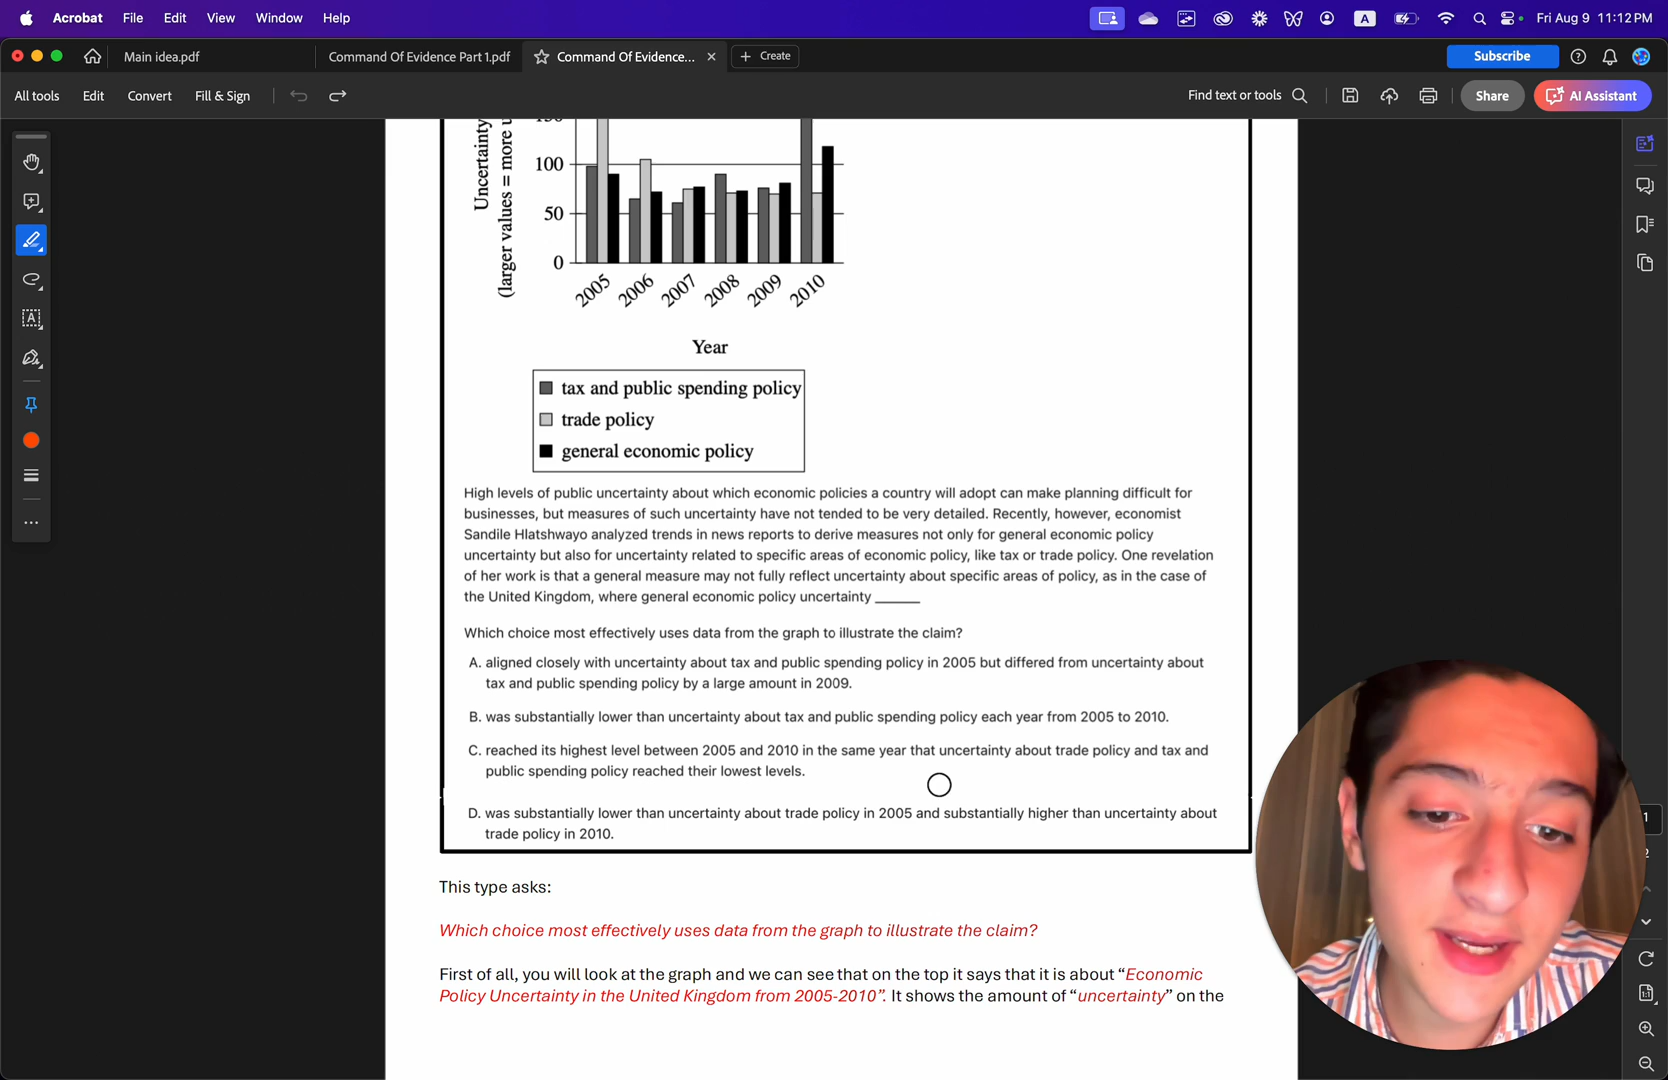 Acrobat File Edit View Window Help
A Fri Aug 9 11:12 PM
Main idea.pdf Command Of Evidence Part 1.pdf Command Of Evidence... Create Subscribe
All tools Edit Convert Fill & Sign Find text or tools Share AI Assistant
Uncertainty
(larger values = more u
150
100
50
0
2005 2006 2007 2008 2009 2010
Year
tax and public spending policy
trade policy
general economic policy
High levels of public uncertainty about which economic policies a country will adopt can make planning difficult for
businesses, but measures of such uncertainty have not tended to be very detailed. Recently, however, economist
Sandile Hlatshwayo analyzed trends in news reports to derive measures not only for general economic policy
uncertainty but also for uncertainty related to specific areas of economic policy, like tax or trade policy. One revelation
of her work is that a general measure may not fully reflect uncertainty about specific areas of policy, as in the case of
the United Kingdom, where general economic policy uncertainty ______
Which choice most effectively uses data from the graph to illustrate the claim?
A. aligned closely with uncertainty about tax and public spending policy in 2005 but differed from uncertainty about
tax and public spending policy by a large amount in 2009.
B. was substantially lower than uncertainty about tax and public spending policy each year from 2005 to 2010.
C. reached its highest level between 2005 and 2010 in the same year that uncertainty about trade policy and tax and
public spending policy reached their lowest levels.
D. was substantially lower than uncertainty about trade policy in 2005 and substantially higher than uncertainty about
trade policy in 2010.
1
2
This type asks:
Which choice most effectively uses data from the graph to illustrate the claim?
First of all, you will look at the graph and we can see that on the top it says that it is about “Economic
Policy Uncertainty in the United Kingdom from 2005-2010”. It shows the amount of “uncertainty” on the